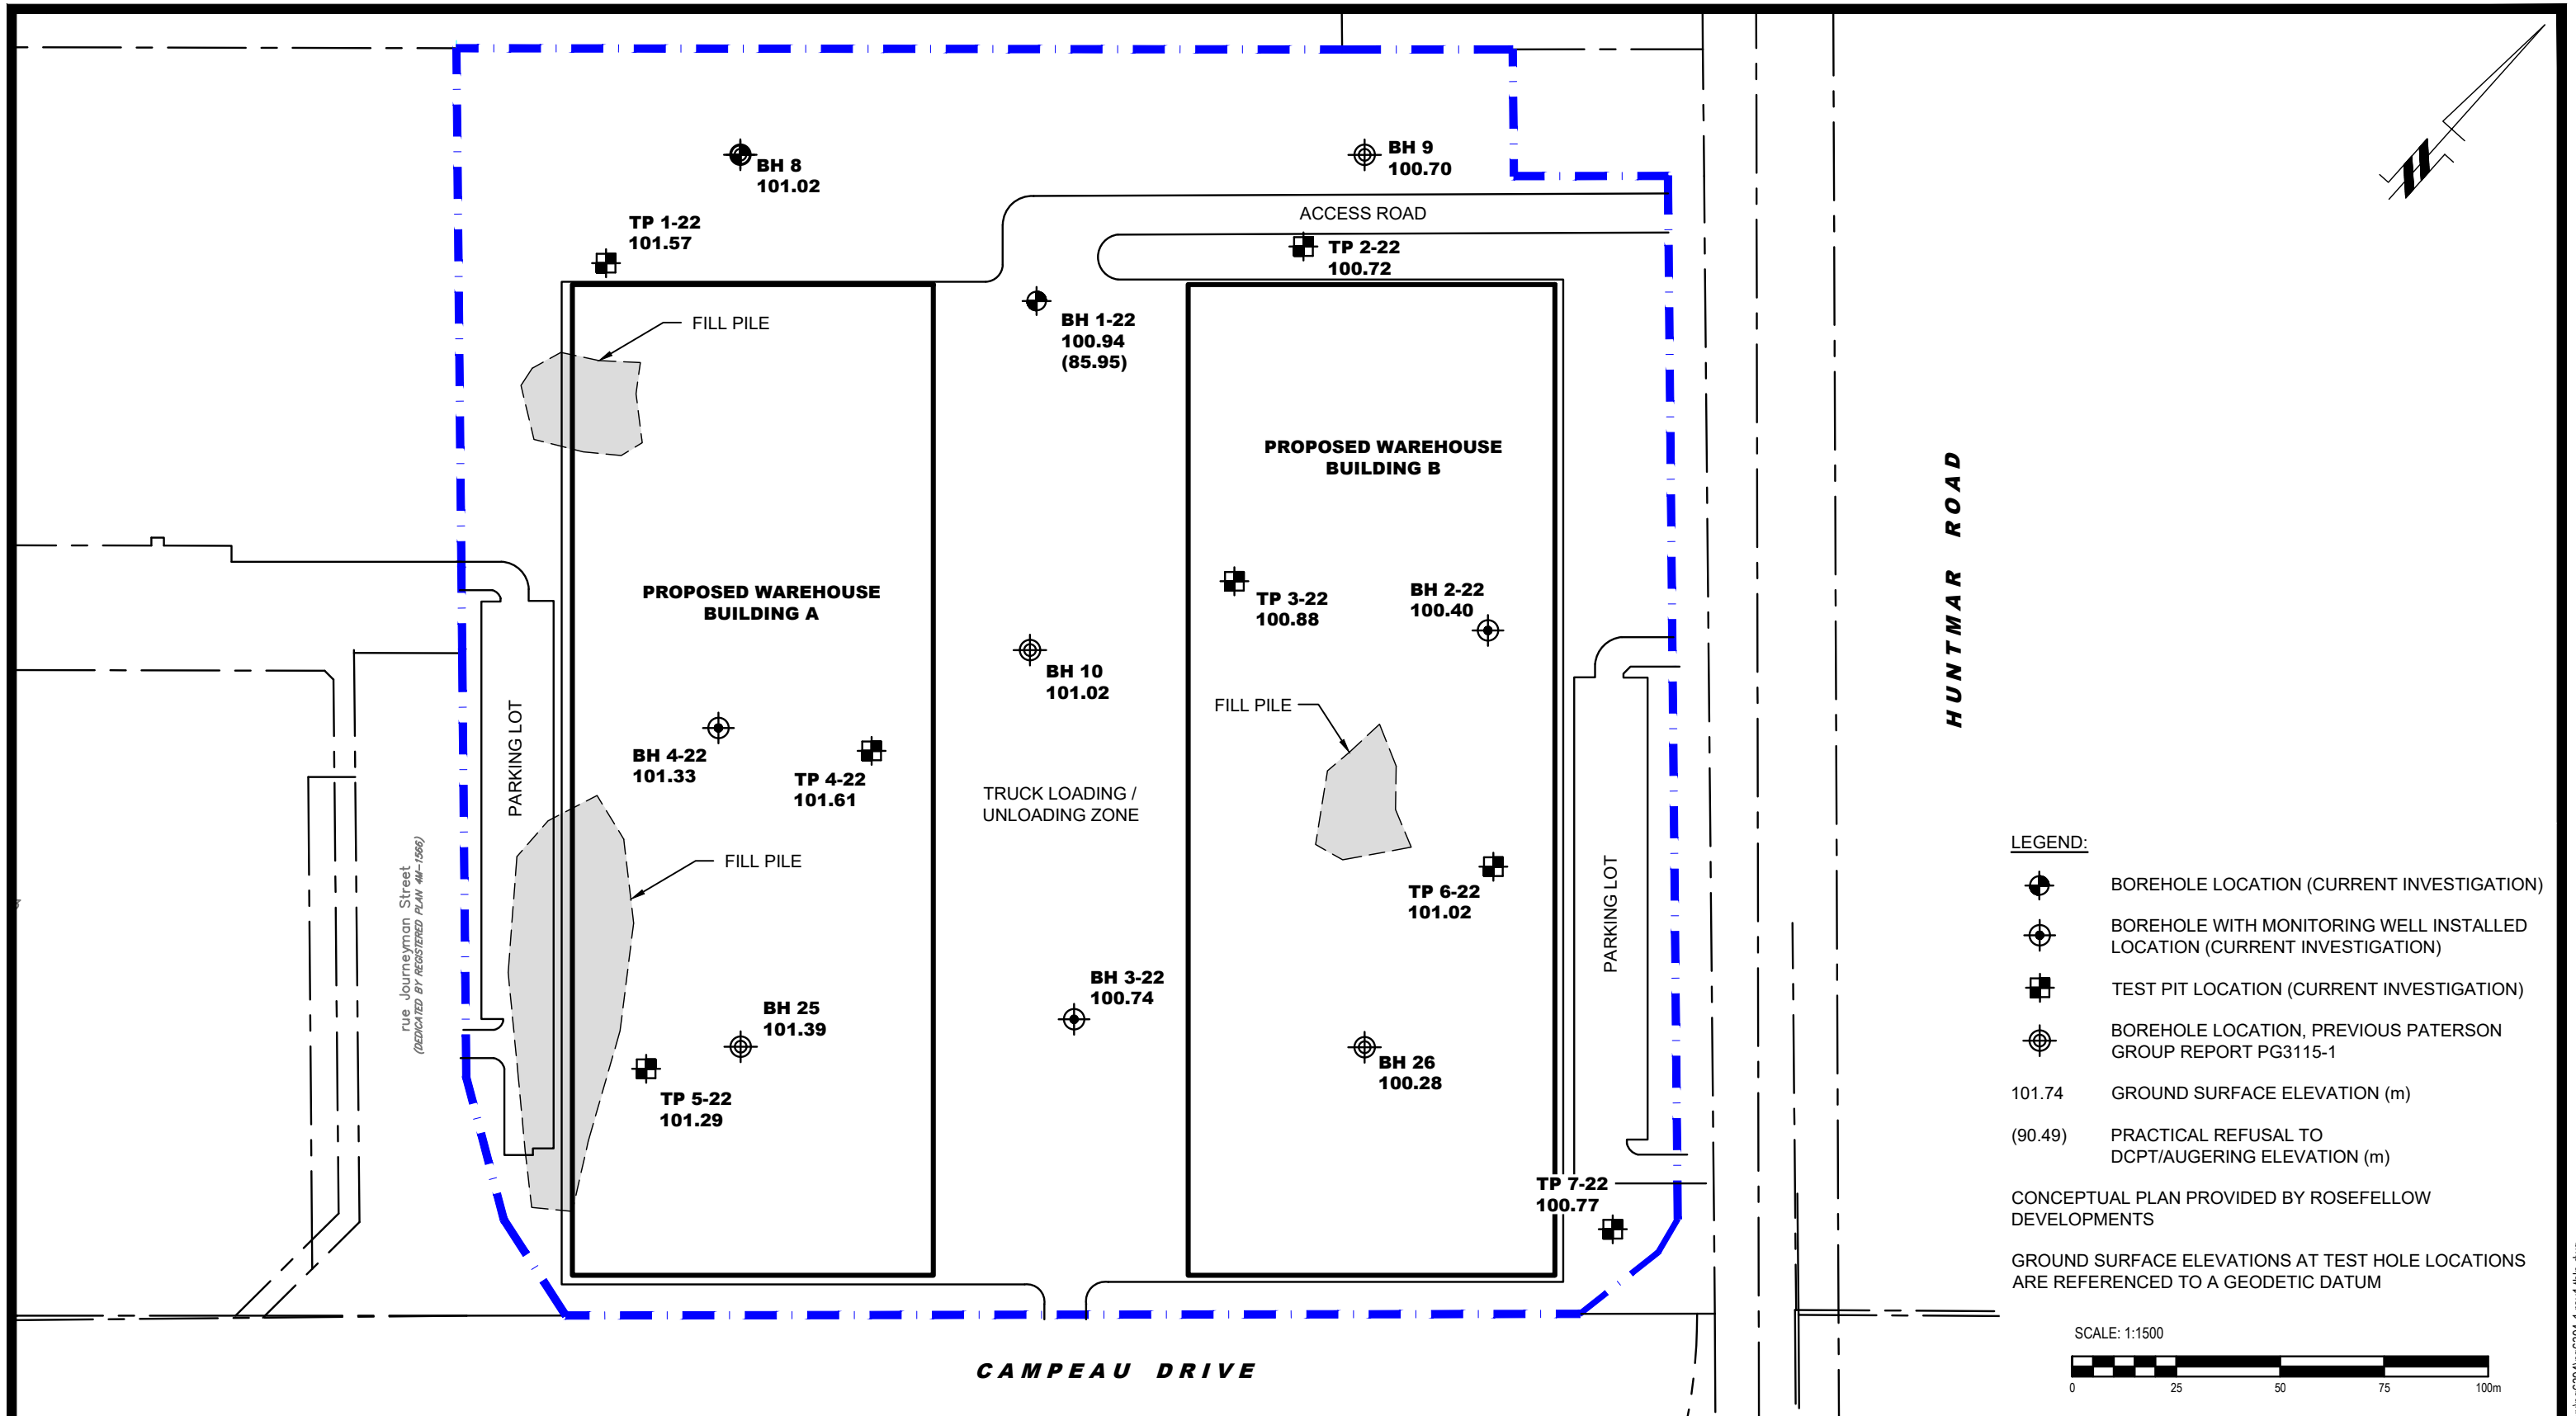 BH 8
101.02
BH 9
100.70
TP 1-22
101.57
ACCESS ROAD
TP 2-22
100.72
FILL PILE
BH 1-22
100.94
(85.95)
PROPOSED WAREHOUSE
BUILDING B
HUNTMAR ROAD
PROPOSED WAREHOUSE
BUILDING A
TP 3-22
100.88
BH 2-22
100.40
BH 10
101.02
FILL PILE
PARKING LOT
BH 4-22
101.33
TP 4-22
101.61
TRUCK LOADING /
UNLOADING ZONE
FILL PILE
TP 6-22
101.02
PARKING LOT
rue Journeyman Street
(DEDICATED BY REGISTERED PLAN 4M-1566)
BH 3-22
100.74
BH 25
101.39
BH 26
100.28
TP 5-22
101.29
TP 7-22
100.77
CAMPEAU DRIVE
LEGEND:
BOREHOLE LOCATION (CURRENT INVESTIGATION)
BOREHOLE WITH MONITORING WELL INSTALLED
LOCATION (CURRENT INVESTIGATION)
TEST PIT LOCATION (CURRENT INVESTIGATION)
BOREHOLE LOCATION, PREVIOUS PATERSON
GROUP REPORT PG3115-1
101.74 GROUND SURFACE ELEVATION (m)
(90.49) PRACTICAL REFUSAL TO
DCPT/AUGERING ELEVATION (m)
CONCEPTUAL PLAN PROVIDED BY ROSEFELLOW
DEVELOPMENTS
GROUND SURFACE ELEVATIONS AT TEST HOLE LOCATIONS
ARE REFERENCED TO A GEODETIC DATUM
SCALE: 1:1500
0 25 50 75 100m